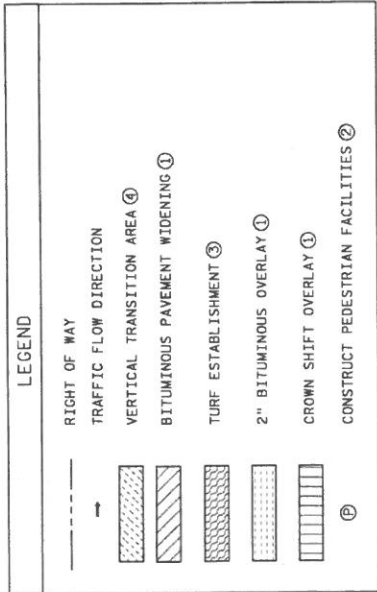 LEGEND
RIGHT OF WAY
TRAFFIC FLOW DIRECTION
VERTICAL TRANSITION AREA ④
BITUMINOUS PAVEMENT WIDENING ①
TURF ESTABLISHMENT ③
2" BITUMINOUS OVERLAY ①
CROWN SHIFT OVERLAY ①
Ⓟ CONSTRUCT PEDESTRIAN FACILITIES ②